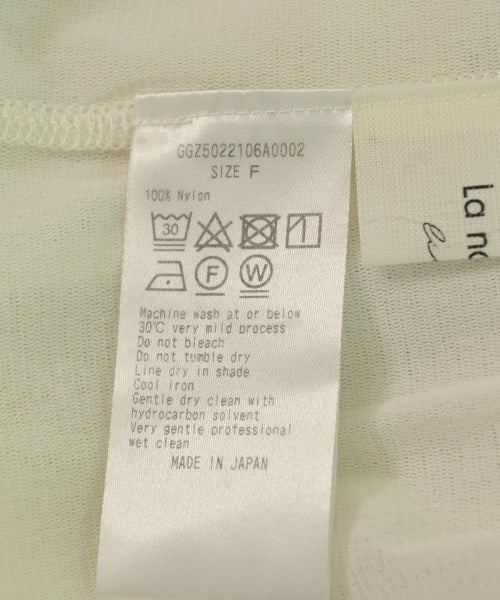 GGZ5022106A0002
SIZE F
100% Nylon
30
F W
Machine wash at or below
30℃ very mild process
Do not bleach
Do not tumble dry
Line dry in shade
Cool iron
Gentle dry clean with
hydrocarbon solvent
Very gentle professional
wet clean
MADE IN JAPAN
La